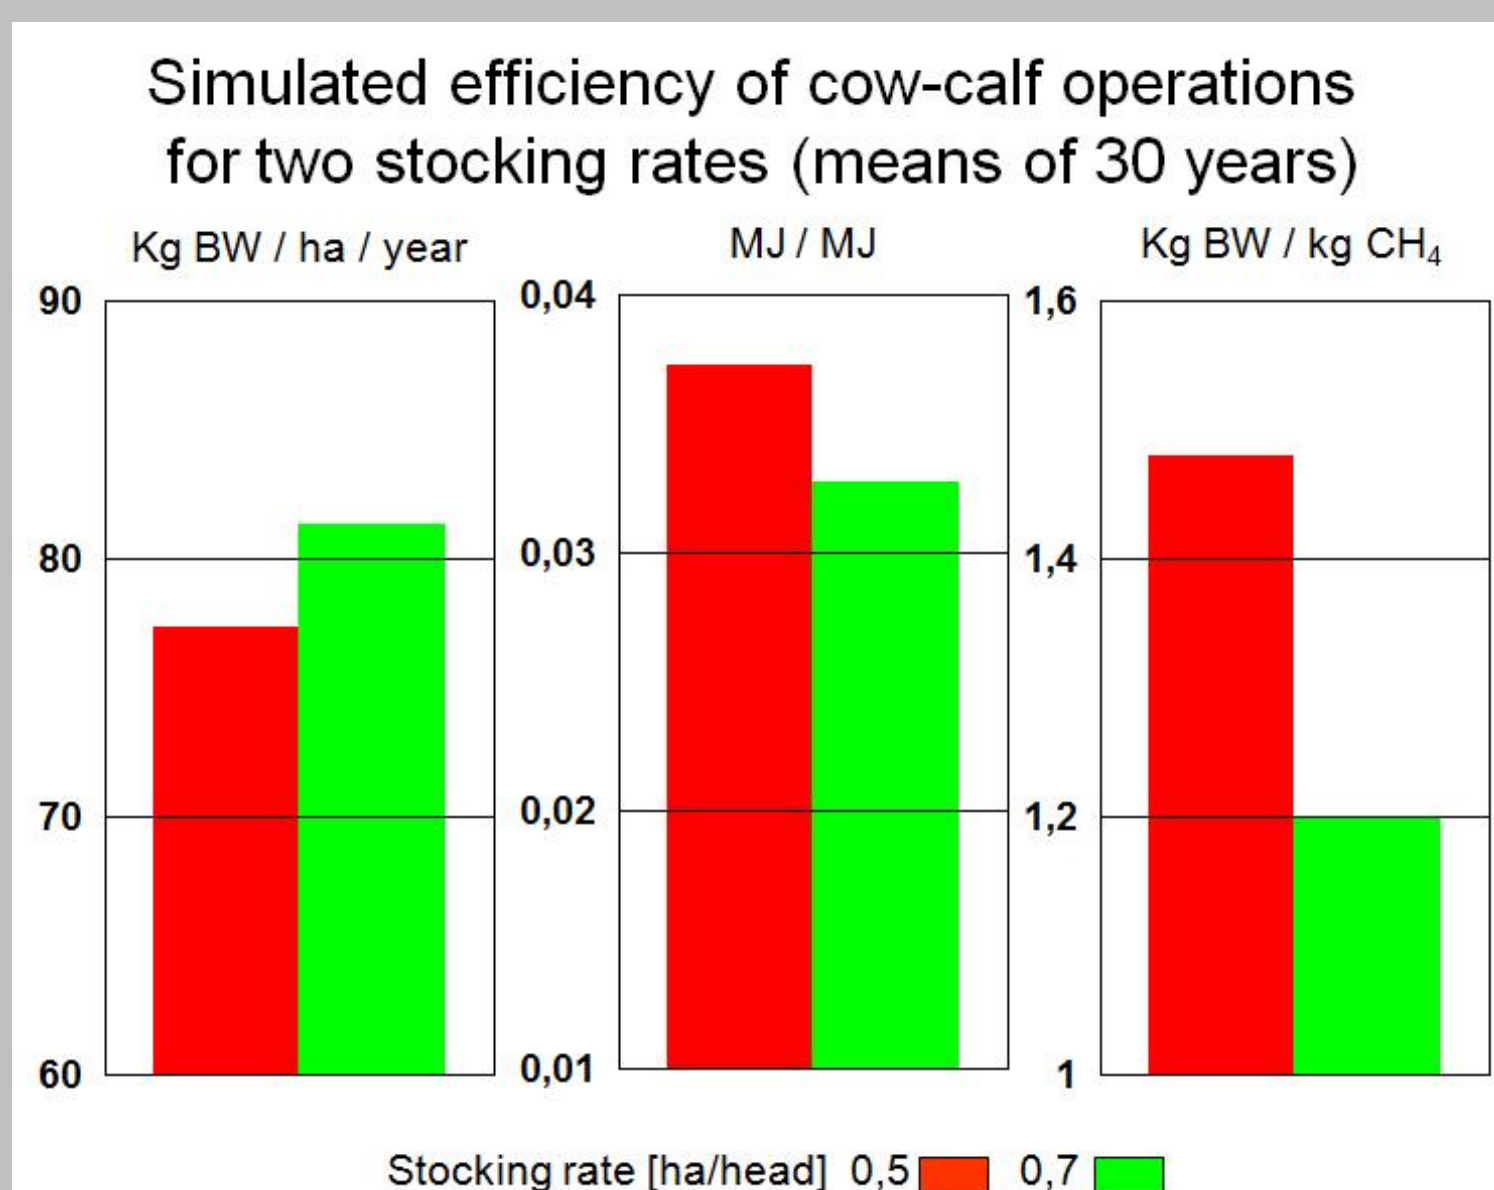 Simulated efficiency of cow-calf operations
for two stocking rates (means of 30 years)
Kg BW / ha / year
90
80
70
60
MJ / MJ
0,04
0,03
0,02
0,01
Kg BW / kg CH₄
1,6
1,4
1,2
1
Stocking rate [ha/head] 0,5 0,7